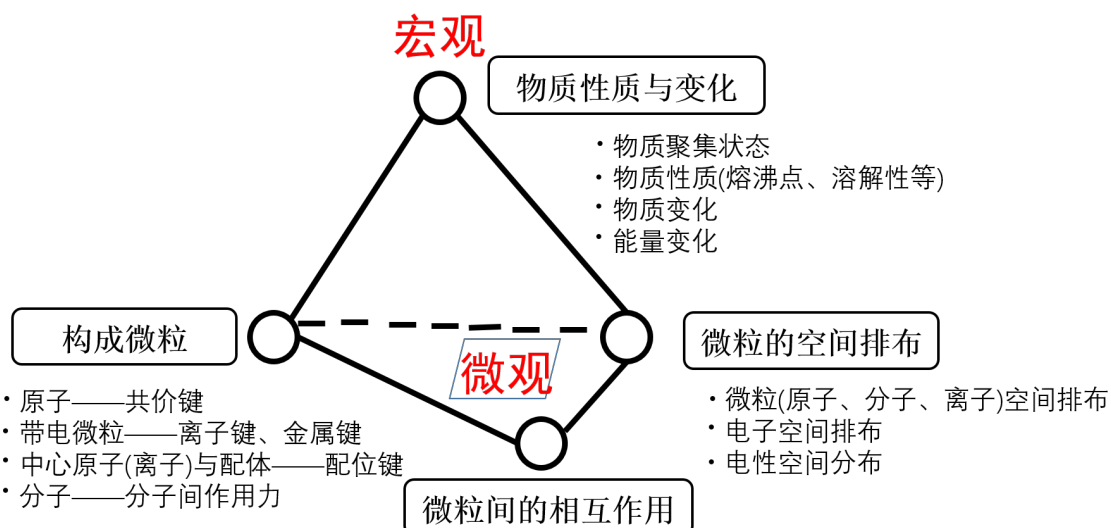 宏观
物质性质与变化
·物质聚集状态
·物质性质(熔沸点、溶解性等)
·物质变化
·能量变化
构成微粒
·原子——共价键
·带电微粒——离子键、金属键
·中心原子(离子)与配体——配位键
·分子——分子间作用力
微观
微粒的空间排布
·微粒(原子、分子、离子)空间排布
·电子空间排布
·电性空间分布
微粒间的相互作用